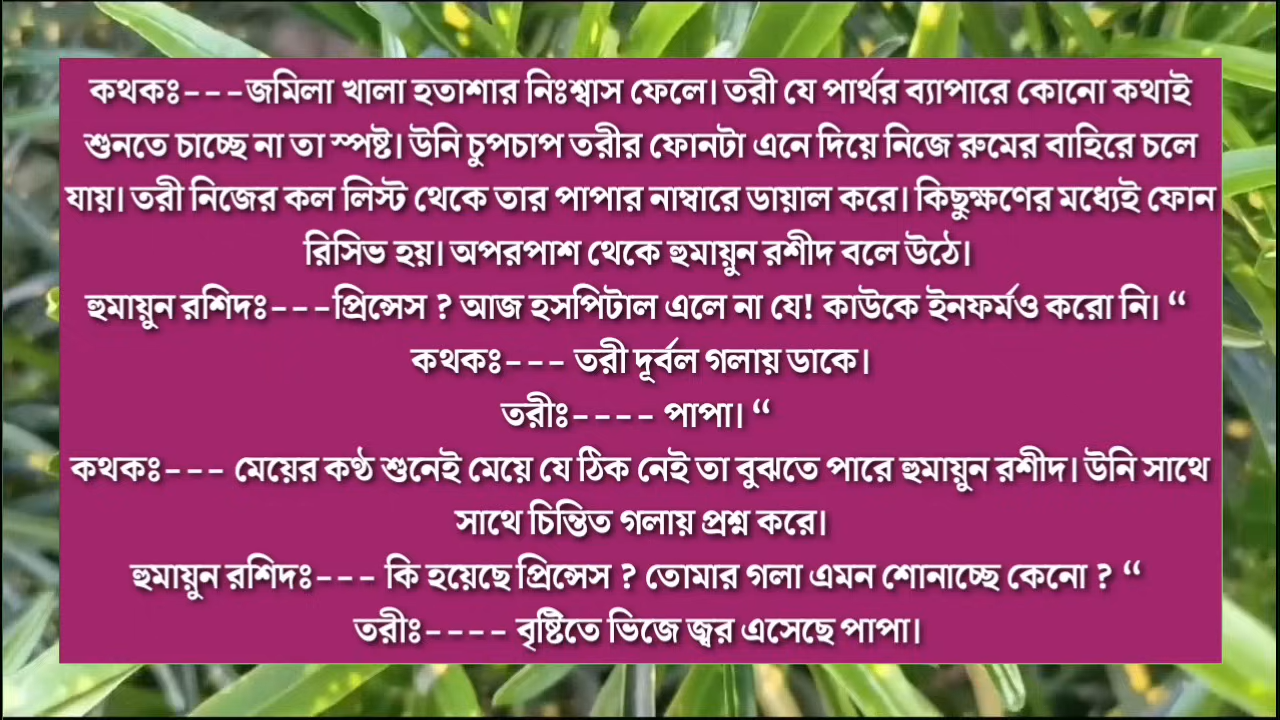 কথকঃ---জমিলা খালা হতাশার নিঃশ্বাস ফেলে। তরী যে পার্থর ব্যাপারে কোনো কথাই
শুনতে চাচ্ছে না তা স্পষ্ট। উনি চুপচাপ তরীর ফোনটা এনে দিয়ে নিজে রুমের বাহিরে চলে
যায়। তরী নিজের কল লিস্ট থেকে তার পাপার নাম্বারে ডায়াল করে। কিছুক্ষণের মধ্যেই ফোন
রিসিভ হয়। অপরপাশ থেকে হুমায়ুন রশীদ বলে উঠে।
হুমায়ুন রশিদঃ---প্রিন্সেস ? আজ হসপিটাল এলে না যে! কাউকে ইনফর্মও করো নি। “
কথকঃ--- তরী দূর্বল গলায় ডাকে।
তরীঃ---- পাপা। “
কথকঃ--- মেয়ের কণ্ঠ শুনেই মেয়ে যে ঠিক নেই তা বুঝতে পারে হুমায়ুন রশীদ। উনি সাথে
সাথে চিন্তিত গলায় প্রশ্ন করে।
হুমায়ুন রশিদঃ--- কি হয়েছে প্রিন্সেস ? তোমার গলা এমন শোনাচ্ছে কেনো ? “
তরীঃ---- বৃষ্টিতে ভিজে জ্বর এসেছে পাপা।